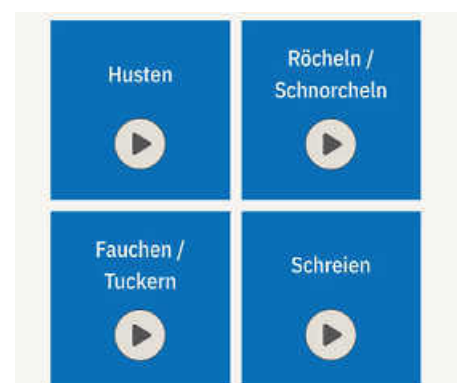 Husten
Röcheln /
Schnorcheln
Fauchen /
Tuckern
Schreien